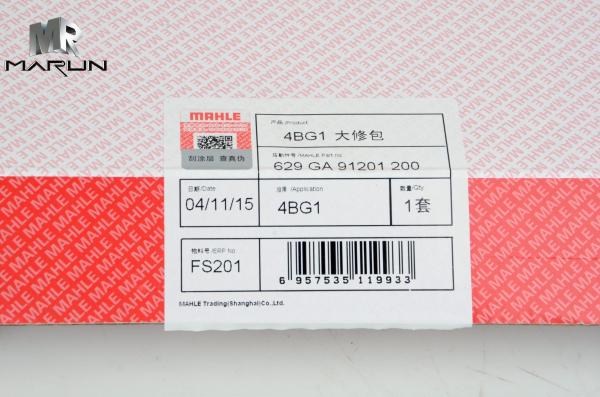 MR
MARUN
MAHLE
刮涂层 查真伪
产品 /Product
4BG1 大修包
马勒件号/MAHLE Part no
629 GA 91201 200
日期/Date
04/11/15
应用 /Application
4BG1
数量/Qty
1套
物料号/ERP No
FS201
6 957535 119933
MAHLE Trading(Shanghai)Co.,Ltd.